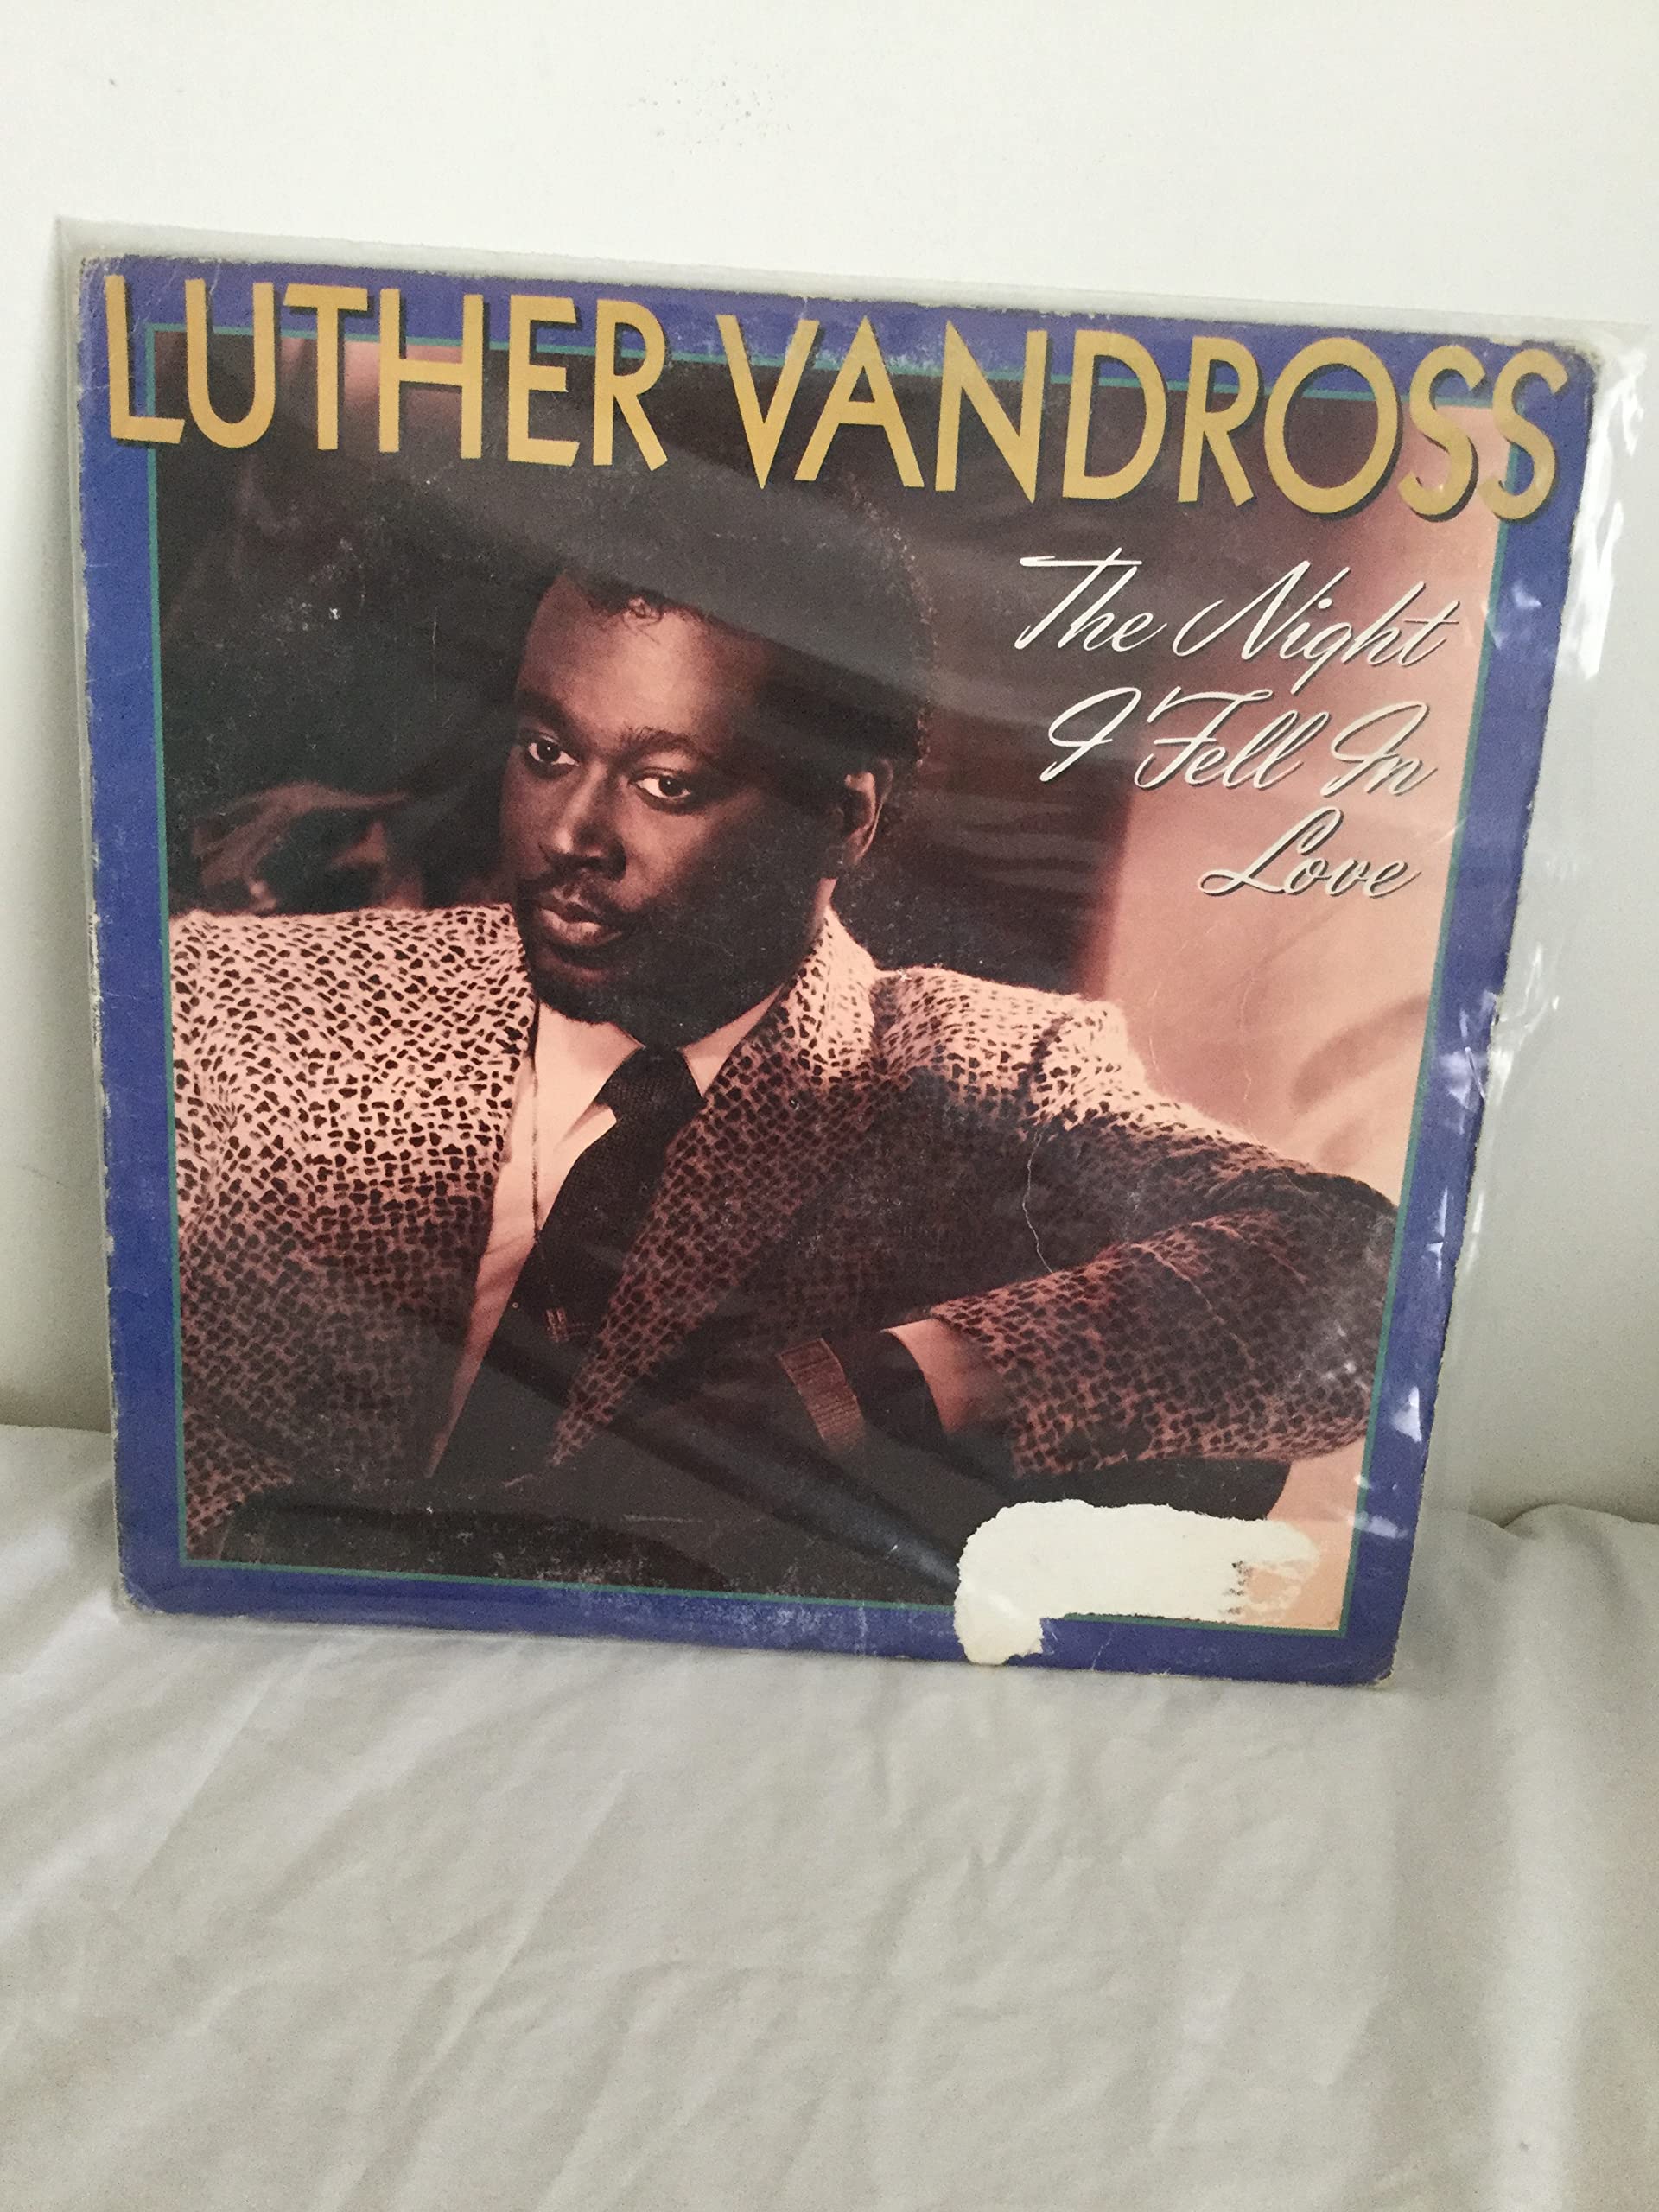 LUTHER VANDROSS
The Night
I Fell In
Love